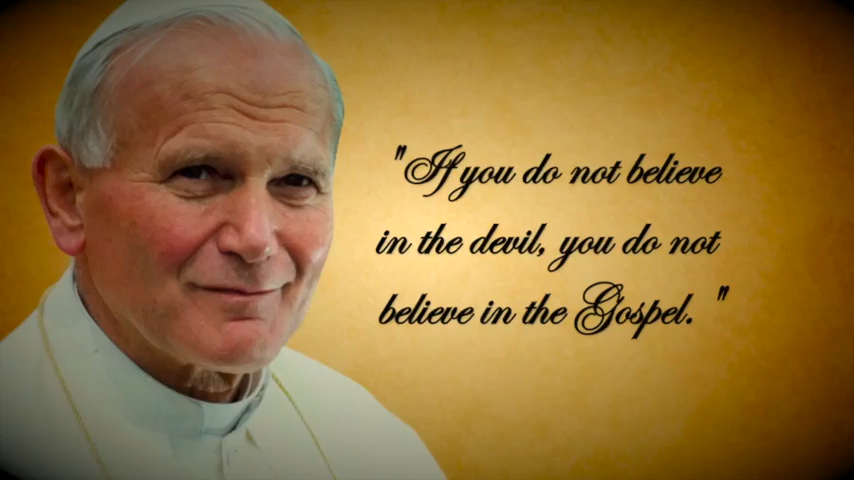 "If you do not believe
in the devil, you do not
believe in the Gospel. "